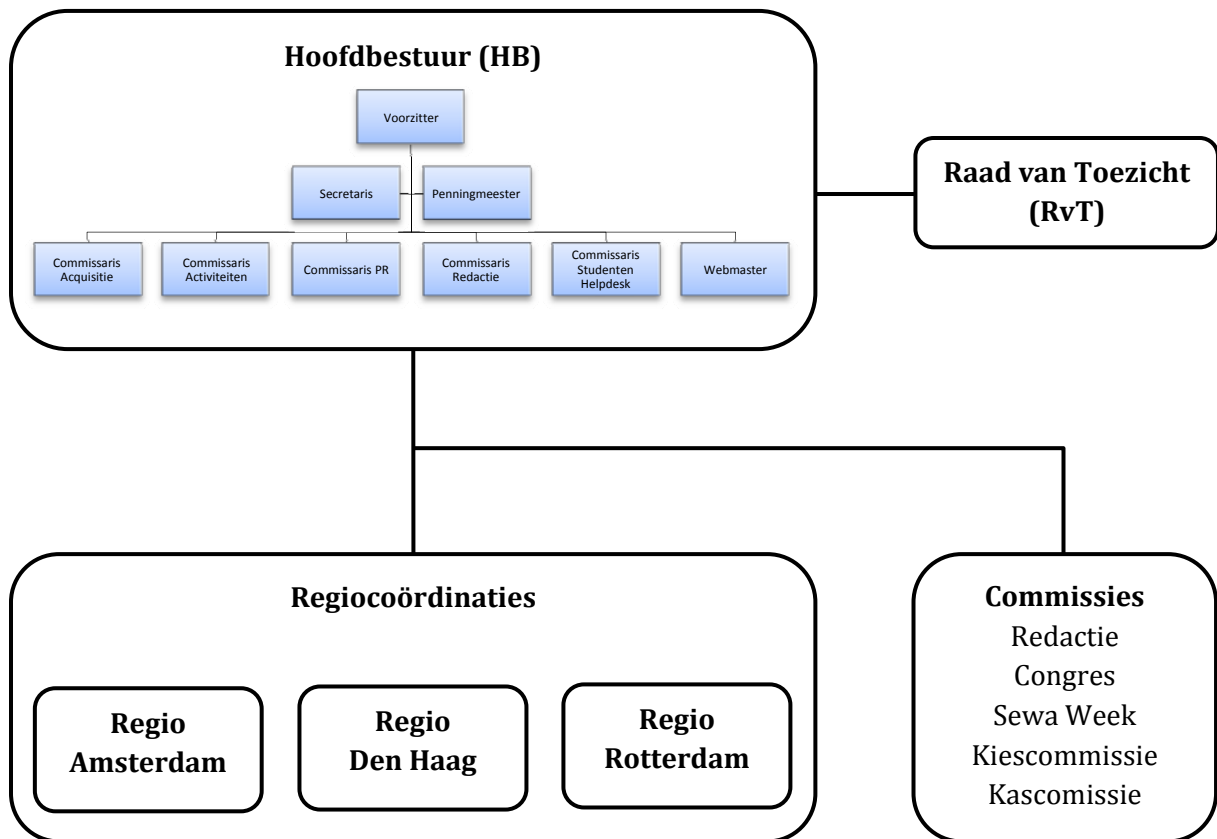 Hoofdbestuur (HB)
Voorzitter
Secretaris
Penningmeester
Commissaris
Acquisitie
Commissaris
Activiteiten
Commissaris PR
Commissaris
Redactie
Commissaris
Studenten
Helpdesk
Webmaster
Raad van Toezicht
(RvT)
Regiocoördinaties
Regio
Amsterdam
Regio
Den Haag
Regio
Rotterdam
Commissies
Redactie
Congres
Sewa Week
Kiescommissie
Kascomissie